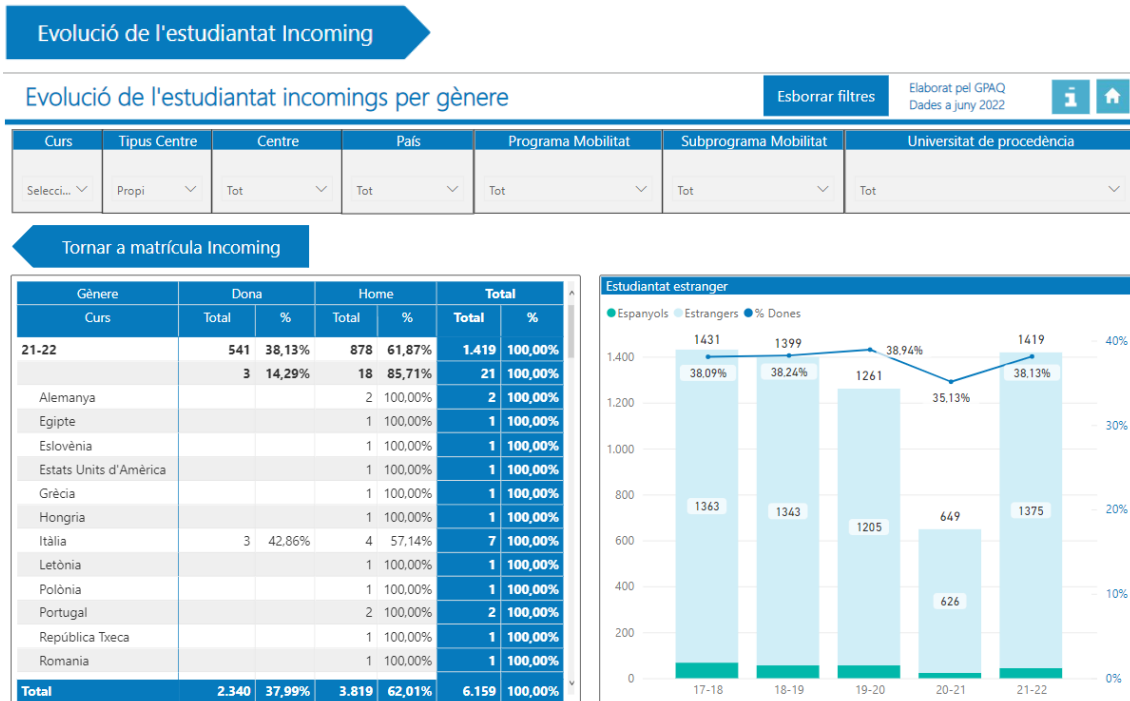 Evolució de l'estudiantat Incoming
Evolució de l'estudiantat incomings per gènere
Esborrar filtres
Elaborat pel GPAQ
Dades a juny 2022
Curs Tipus Centre Centre País Programa Mobilitat Subprograma Mobilitat Universitat de procedència
Selecci... Propi Tot Tot Tot Tot Tot
Tornar a matrícula Incoming
Gènere Dona Home Total
Curs Total % Total % Total %
21-22 541 38,13% 878 61,87% 1.419 100,00%
3 14,29% 18 85,71% 21 100,00%
Alemanya 2 100,00% 2 100,00%
Egipte 1 100,00% 1 100,00%
Eslovènia 1 100,00% 1 100,00%
Estats Units d'Amèrica 1 100,00% 1 100,00%
Grècia 1 100,00% 1 100,00%
Hongria 1 100,00% 1 100,00%
Itàlia 3 42,86% 4 57,14% 7 100,00%
Letònia 1 100,00% 1 100,00%
Polònia 1 100,00% 1 100,00%
Portugal 2 100,00% 2 100,00%
República Txeca 1 100,00% 1 100,00%
Romania 1 100,00% 1 100,00%
Total 2.340 37,99% 3.819 62,01% 6.159 100,00%
Estudiantat estranger
Espanyols Estrangers % Dones
1431 1399 1261 649 1419
38,09% 38,24% 38,94% 35,13% 38,13%
1363 1343 1205 626 1375
1.400
1.200
1.000
800
600
400
200
0
40%
30%
20%
10%
0%
17-18 18-19 19-20 20-21 21-22